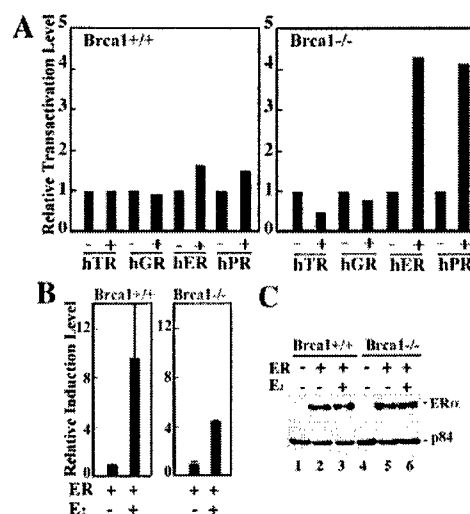 A
Brca1+/+
Brca1-/-
Relative Transactivation Level
5
4
3
2
1
0
5
4
3
2
1
0
- + - + - + - +
hTR hGR hER hPR
- + - + - + - +
hTR hGR hER hPR
B
Brca1+/+
Brca1-/-
Relative Induction Level
12
8
4
0
12
8
4
0
ER + + + +
E₂ - + - +
C
Brca1+/+ Brca1-/-
ER - + + - + +
E₂ + +
ERα
p84
1 2 3 4 5 6